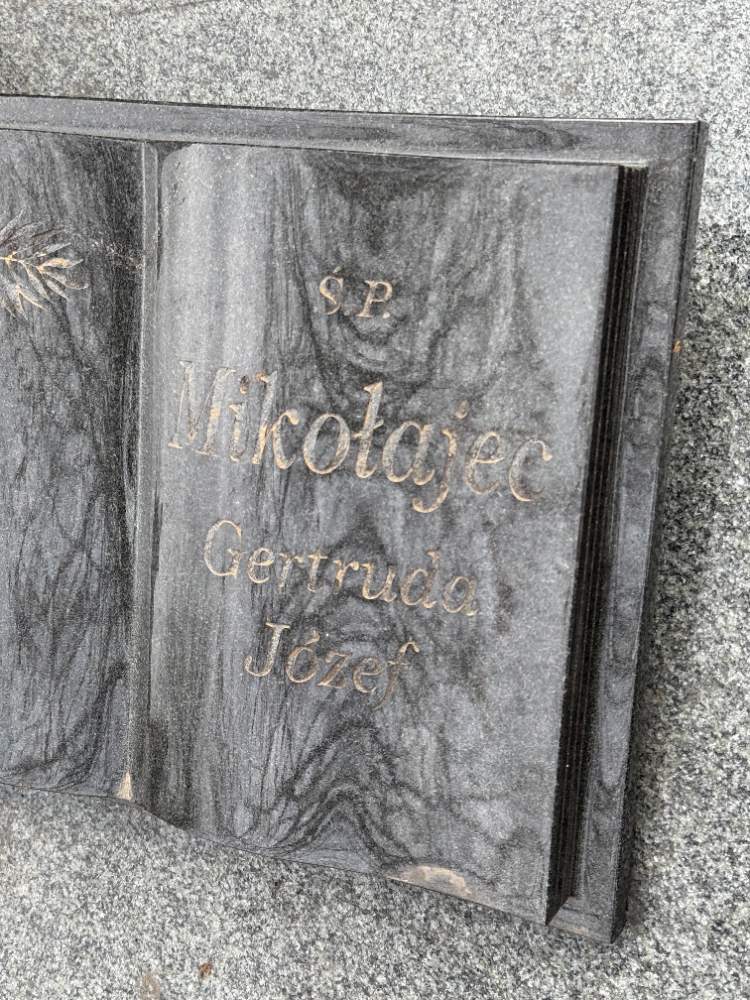 Ś.P.
Mikołajec
Gertruda
Józef